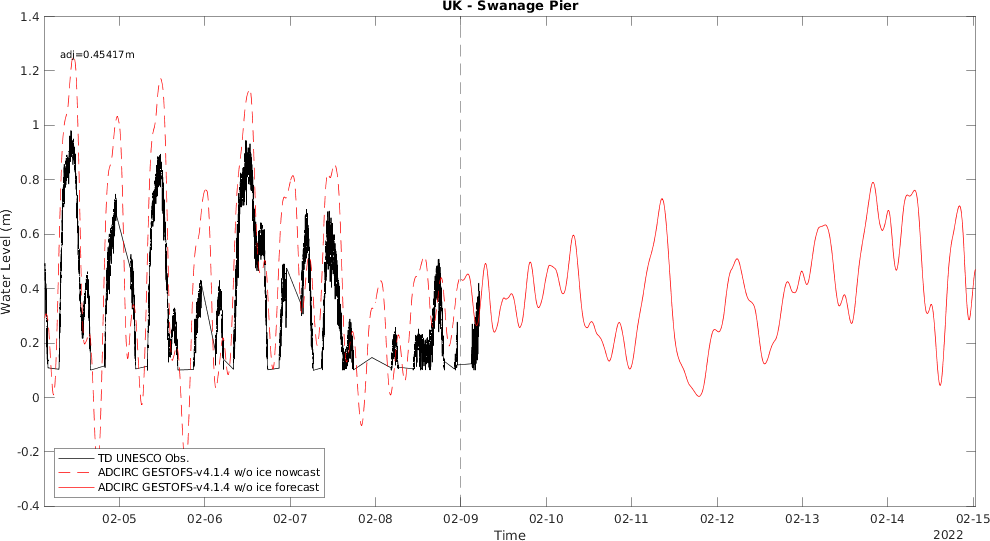 UK - Swanage Pier
adj=0.45417m
Water Level (m)
1.4
1.2
1
0.8
0.6
0.4
0.2
0
-0.2
-0.4
TD UNESCO Obs.
ADCIRC GESTOFS-v4.1.4 w/o ice nowcast
ADCIRC GESTOFS-v4.1.4 w/o ice forecast
02-05 02-06 02-07 02-08 02-09 02-10 02-11 02-12 02-13 02-14 02-15
Time
2022